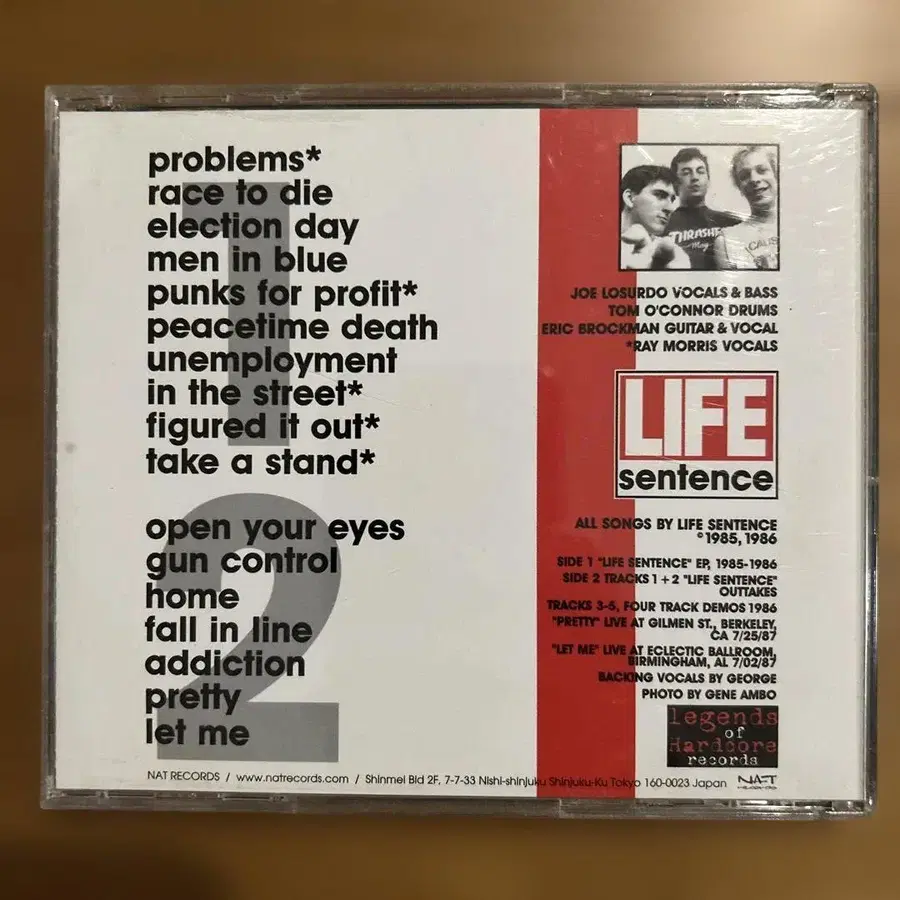 1
problems*
race to die
election day
men in blue
punks for profit*
peacetime death
unemployment
in the street*
figured it out*
take a stand*
2
open your eyes
gun control
home
fall in line
addiction
pretty
let me
THRASHE
Mag
CAUS
JOE LOSURDO VOCALS & BASS
TOM O'CONNOR DRUMS
ERIC BROCKMAN GUITAR & VOCAL
*RAY MORRIS VOCALS
LIFE
sentence
ALL SONGS BY LIFE SENTENCE
©1985, 1986
SIDE 1 "LIFE SENTENCE" EP, 1985-1986
SIDE 2 TRACKS 1 + 2 "LIFE SENTENCE"
OUTTAKES
TRACKS 3-5, FOUR TRACK DEMOS 1986
"PRETTY" LIVE AT GILMEN ST., BERKELEY,
CA 7/25/87
"LET ME" LIVE AT ECLECTIC BALLROOM,
BIRMINGHAM, AL 7/02/87
BACKING VOCALS BY GEORGE
PHOTO BY GENE AMBO
legends
of
Hardcore
records
NAT RECORDS / www.natrecords.com / Shinmei Bld 2F, 7-7-33 Nishi-shinjuku Shinjuku-Ku Tokyo 160-0023 Japan
NAT
RECORDS